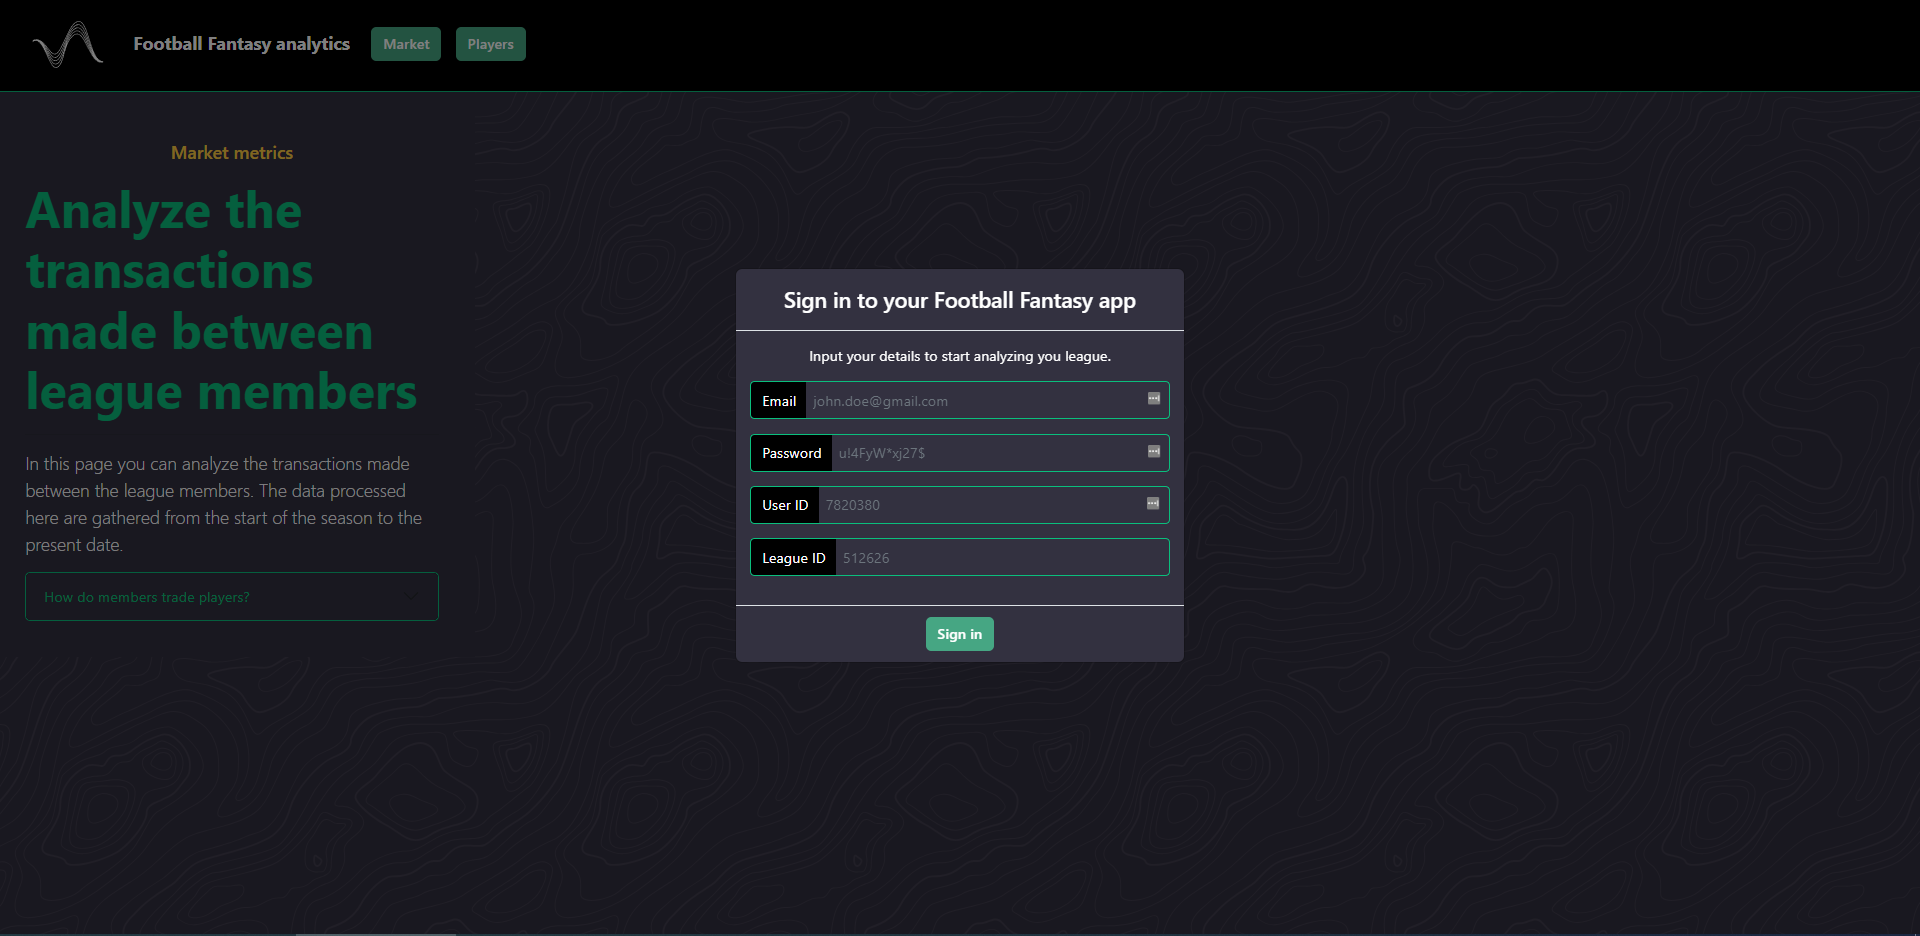 Football Fantasy analytics
Market
Players
Market metrics
Analyze the
transactions
made between
league members
In this page you can analyze the transactions made
between the league members. The data processed
here are gathered from the start of the season to the
present date.
How do members trade players?
Sign in to your Football Fantasy app
Input your details to start analyzing you league.
Email john.doe@gmail.com
Password u!4FyW*xj27$
User ID 7820380
League ID 512626
Sign in